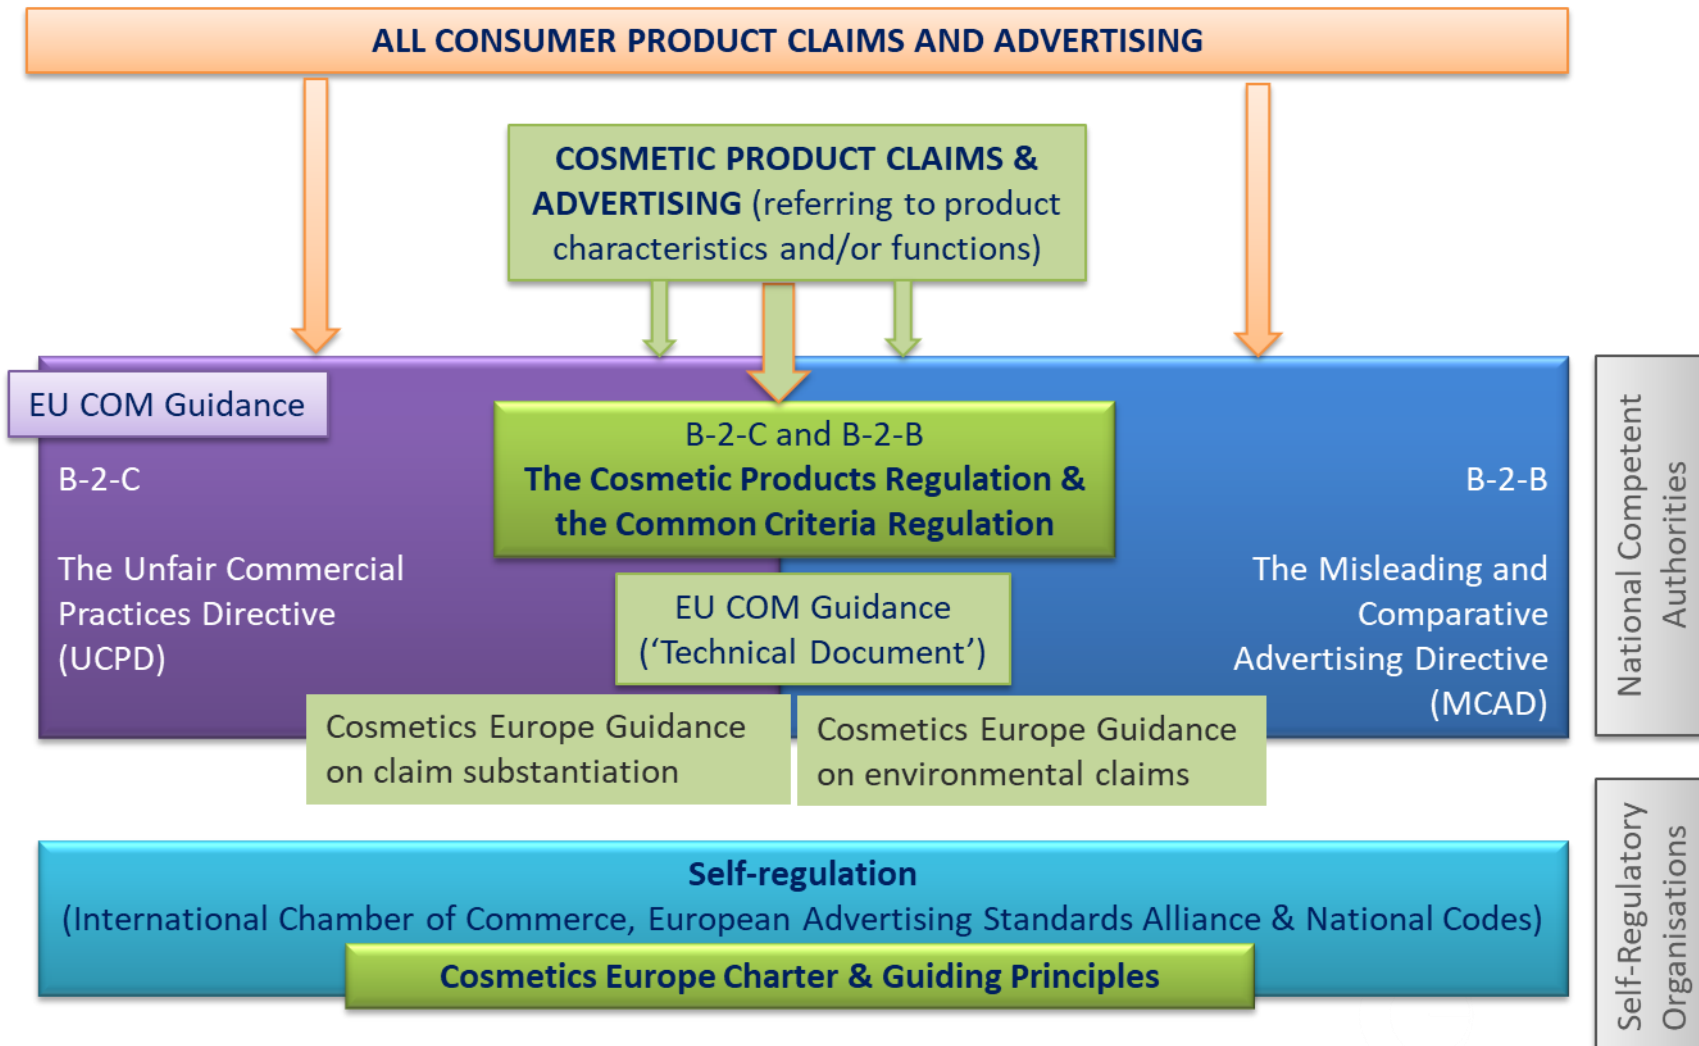 ALL CONSUMER PRODUCT CLAIMS AND ADVERTISING
COSMETIC PRODUCT CLAIMS &
ADVERTISING (referring to product
characteristics and/or functions)
EU COM Guidance
B-2-C
The Unfair Commercial
Practices Directive
(UCPD)
B-2-C and B-2-B
The Cosmetic Products Regulation &
the Common Criteria Regulation
EU COM Guidance
(‘Technical Document’)
B-2-B
The Misleading and
Comparative
Advertising Directive
(MCAD)
Cosmetics Europe Guidance
on claim substantiation
Cosmetics Europe Guidance
on environmental claims
National Competent
Authorities
Self-regulation
(International Chamber of Commerce, European Advertising Standards Alliance & National Codes)
Cosmetics Europe Charter & Guiding Principles
Self-Regulatory
Organisations